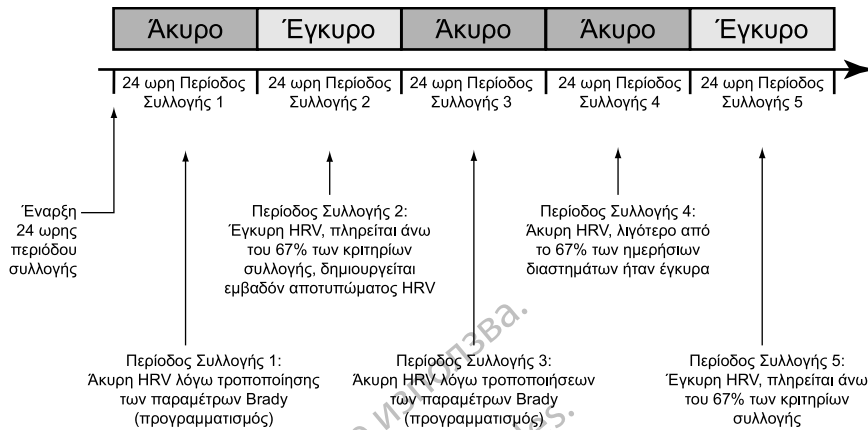 Άκυρο Έγκυρο Άκυρο Άκυρο Έγκυρο
24 ωρη Περίοδος Συλλογής 1
24 ωρη Περίοδος Συλλογής 2
24 ωρη Περίοδος Συλλογής 3
24 ωρη Περίοδος Συλλογής 4
24 ωρη Περίοδος Συλλογής 5
Έναρξη
24 ωρης
περιόδου
συλλογής
Περίοδος Συλλογής 2:
Έγκυρη HRV, πληρείται άνω
του 67% των κριτηρίων
συλλογής, δημιουργείται
εμβαδόν αποτυπώματος HRV
Περίοδος Συλλογής 4:
Άκυρη HRV, λιγότερο από
το 67% των ημερήσιων
διαστημάτων ήταν έγκυρα
Περίοδος Συλλογής 1:
Άκυρη HRV λόγω τροποποίησης
των παραμέτρων Brady
(προγραμματισμός)
Περίοδος Συλλογής 3:
Άκυρη HRV λόγω τροποποιήσεων
των παραμέτρων Brady
(προγραμματισμός)
Περίοδος Συλλογής 5:
Έγκυρη HRV, πληρείται άνω
του 67% των κριτηρίων
συλλογής